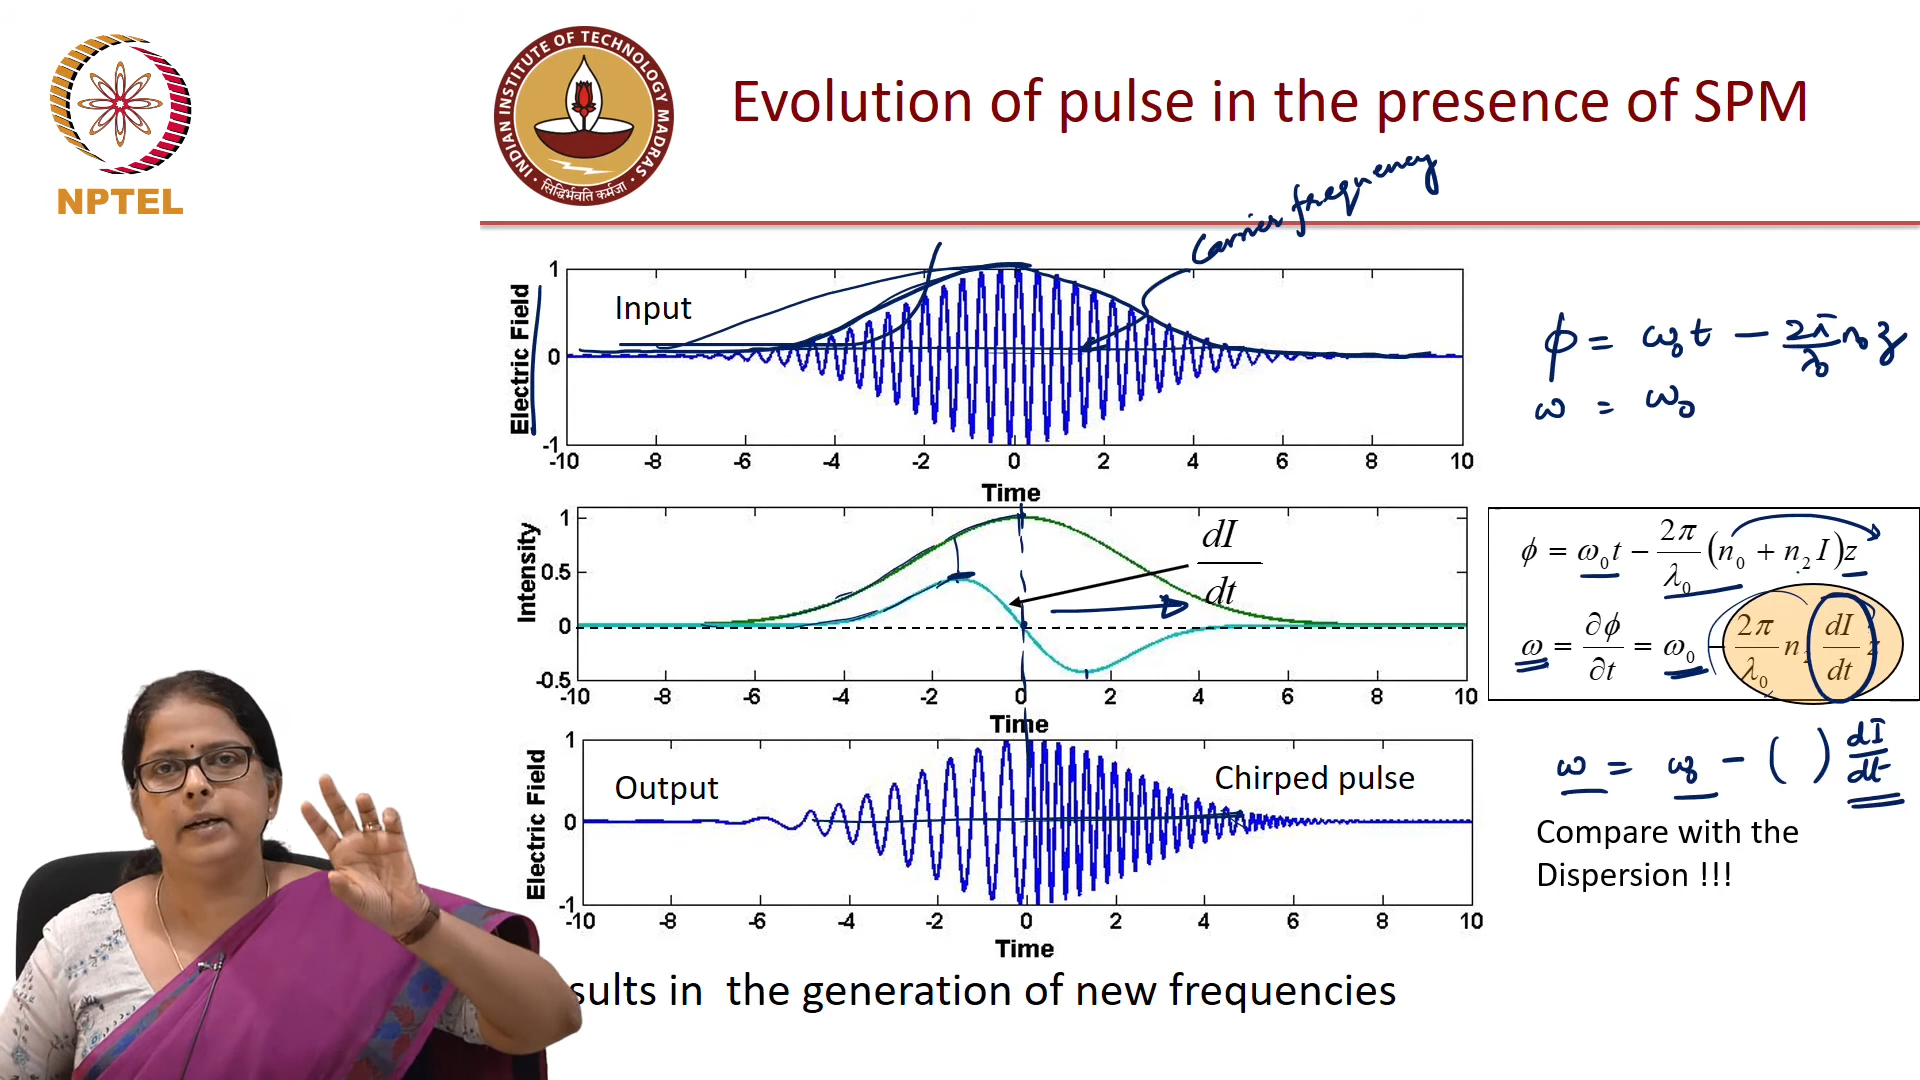 NPTEL
INDIAN INSTITUTE OF TECHNOLOGY MADRAS
सिद्धिर्भवति कर्मजा
Evolution of pulse in the presence of SPM
Carrier frequency
Electric Field
1
0
-1
Input
-10 -8 -6 -4 -2 0 2 4 6 8 10
Time
ϕ = ω₀t − 2π/λ₀ n₀ z
ω = ω₀
Intensity
1
0.5
0
-0.5
dI/dt
-10 -8 -6 -4 -2 0 2 4 6 8 10
Time
ϕ = ω₀t − 2π/λ₀ (n₀ + n₂I)z
ω = ∂ϕ/∂t = ω₀ − 2π/λ₀ n₂ dI/dt z
ω = ω₀ − ( ) dI/dt
Electric Field
1
0
-1
Output
Chirped pulse
-10 -8 -6 -4 -2 0 2 4 6 8 10
Time
Compare with the
Dispersion !!!
sults in the generation of new frequencies